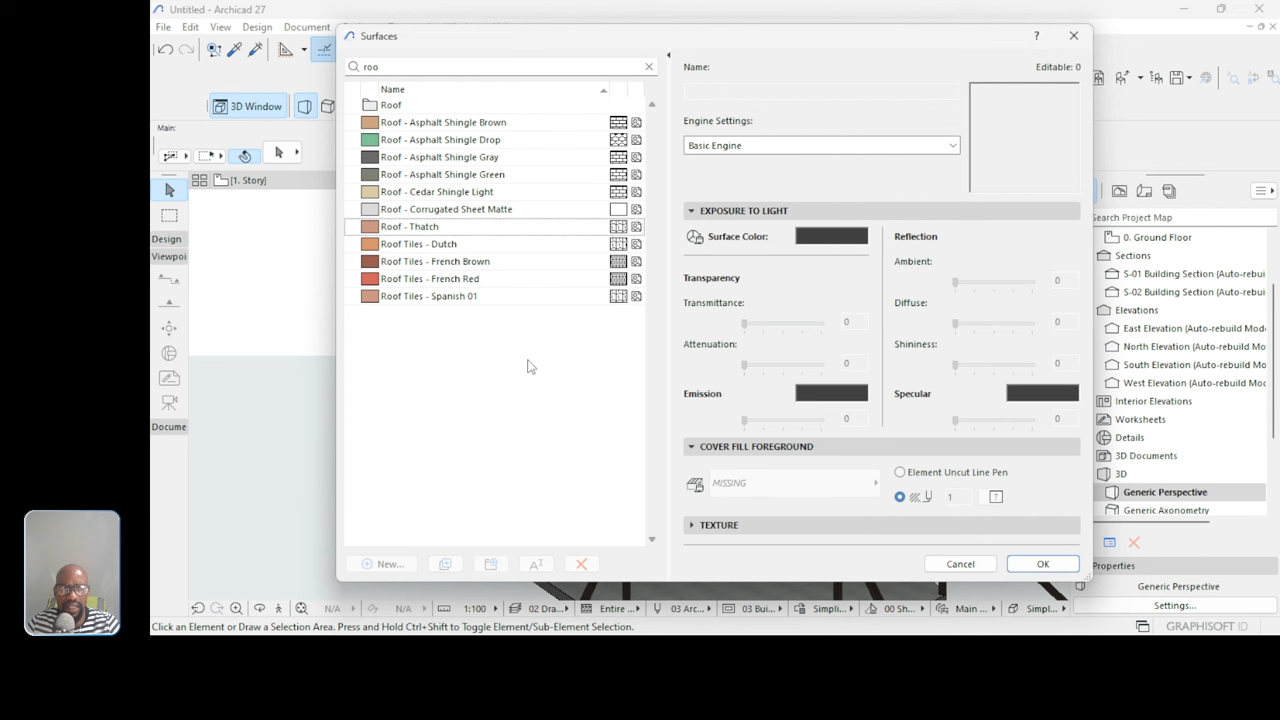 Untitled - Archicad 27
File Edit View Design Document
Surfaces
roo
Name: Editable: 0
Name
Roof
Engine Settings:
Basic Engine
3D Window
Roof - Asphalt Shingle Brown
Roof - Asphalt Shingle Drop
Roof - Asphalt Shingle Gray
Roof - Asphalt Shingle Green
Roof - Cedar Shingle Light
Roof - Corrugated Sheet Matte
Roof - Thatch
Roof Tiles - Dutch
Roof Tiles - French Brown
Roof Tiles - French Red
Roof Tiles - Spanish 01
Main:
[1. Story]
Design
Viewpoi
Docume
EXPOSURE TO LIGHT
Surface Color:
Reflection
Ambient: 0
Transparency
Transmittance: 0
Diffuse: 0
Attenuation: 0
Shininess: 0
Emission 0
Specular 0
COVER FILL FOREGROUND
MISSING
Element Uncut Line Pen
1 ?
TEXTURE
New...
Cancel OK
Search Project Map
0. Ground Floor
Sections
S-01 Building Section (Auto-rebui
S-02 Building Section (Auto-rebui
Elevations
East Elevation (Auto-rebuild Mode
North Elevation (Auto-rebuild Mo
South Elevation (Auto-rebuild Mo
West Elevation (Auto-rebuild Mod
Interior Elevations
Worksheets
Details
3D Documents
3D
Generic Perspective
Generic Axonometry
Properties
Generic Perspective
Settings...
N/A N/A 1:100 02 Dra... Entire ... 03 Arc... 03 Bui... Simpli... 00 Sh... Main ... Simpl...
Click an Element or Draw a Selection Area. Press and Hold Ctrl+Shift to Toggle Element/Sub-Element Selection.
GRAPHISOFT ID